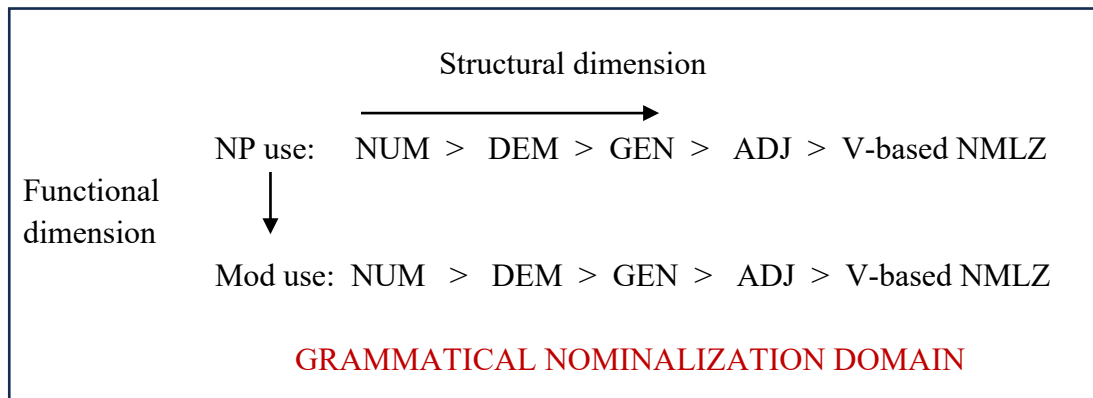 Structural dimension
NP use: NUM > DEM > GEN > ADJ > V-based NMLZ
Functional
dimension
Mod use: NUM > DEM > GEN > ADJ > V-based NMLZ
GRAMMATICAL NOMINALIZATION DOMAIN